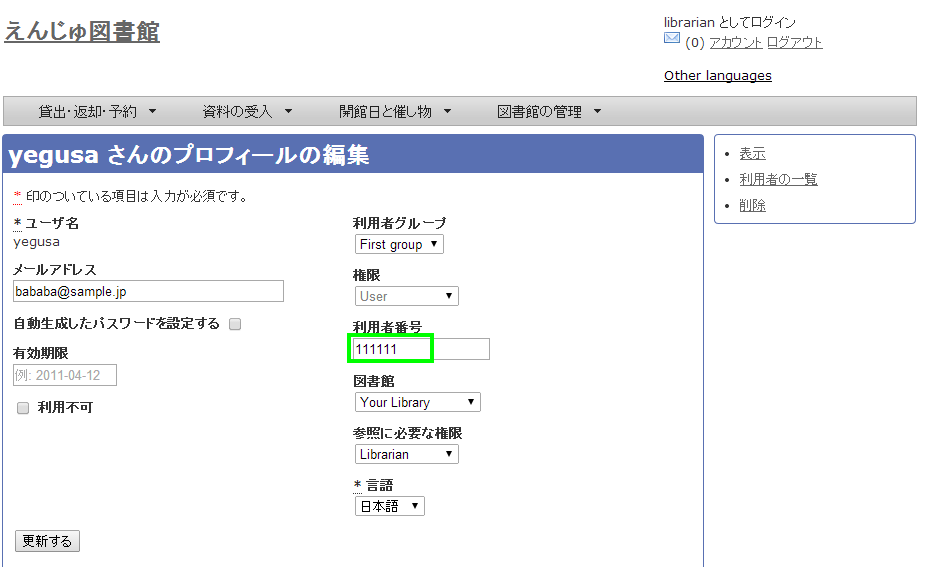 えんじゅ図書館
librarian としてログイン
(0) アカウント ログアウト
Other languages
貸出・返却・予約 ▼ 資料の受入 ▼ 開館日と催し物 ▼ 図書館の管理 ▼
yegusa さんのプロフィールの編集
* 印のついている項目は入力が必須です。
* ユーザ名
yegusa
メールアドレス
bababa@sample.jp
自動生成したパスワードを設定する
有効期限
例: 2011-04-12
利用不可
利用者グループ
First group ▼
権限
User ▼
利用者番号
111111
図書館
Your Library ▼
参照に必要な権限
Librarian ▼
* 言語
日本語 ▼
更新する
• 表示
• 利用者の一覧
• 削除